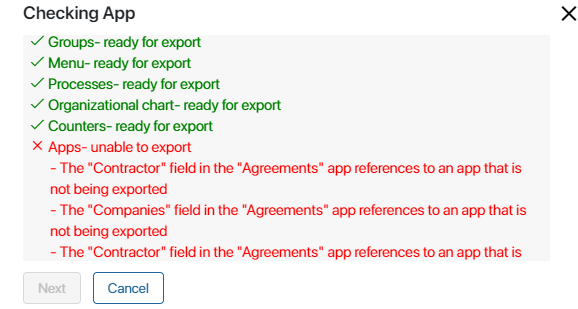 Checking App
Groups- ready for export
Menu- ready for export
Processes- ready for export
Organizational chart- ready for export
Counters- ready for export
Apps- unable to export
- The "Contractor" field in the "Agreements" app references to an app that is
not being exported
- The "Companies" field in the "Agreements" app references to an app that is
not being exported
- The "Contractor" field in the "Agreements" app references to an app that is
Next
Cancel